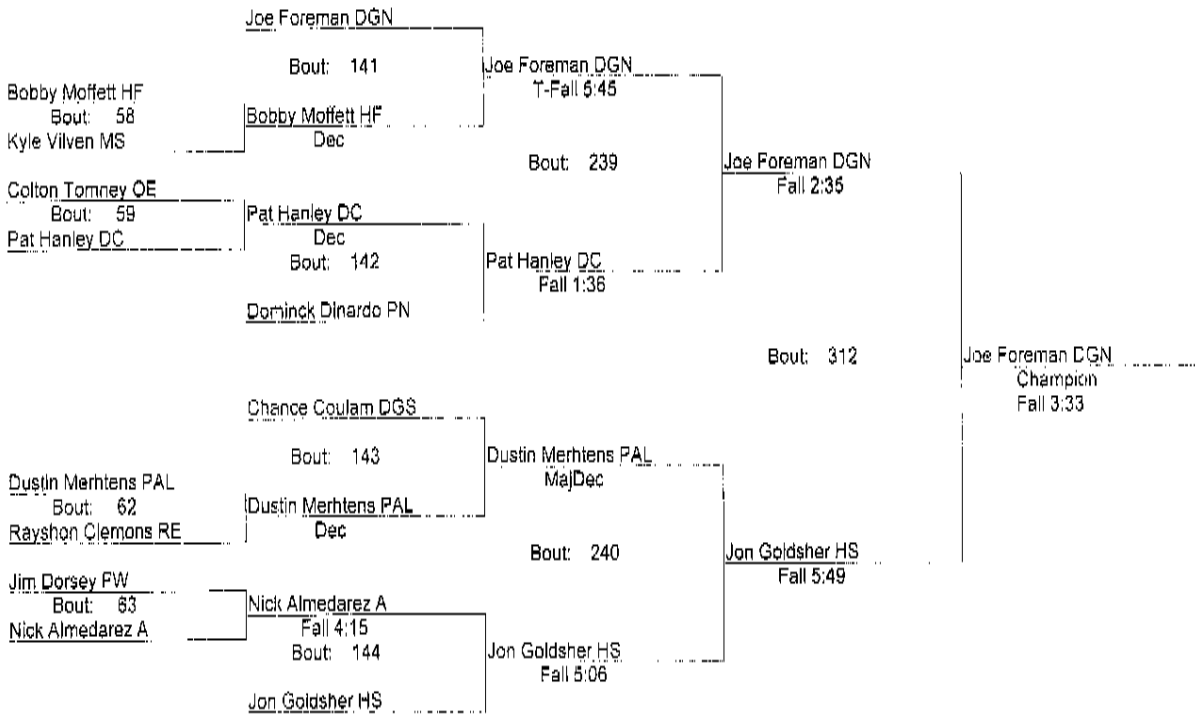 Joe Foreman DGN
Bout: 141
Joe Foreman DGN
T-Fall 5:45
Bobby Moffett HF
Bout: 58
Kyle Vilven MS
Bobby Moffett HF
Dec
Bout: 239
Joe Foreman DGN
Fall 2:35
Colton Tomney OE
Bout: 59
Pat Hanley DC
Pat Hanley DC
Dec
Bout: 142
Pat Hanley DC
Fall 1:36
Dominck Dinardo PN
Bout: 312
Joe Foreman DGN
Champion
Fall 3:33
Chance Coulam DGS
Bout: 143
Dustin Merhtens PAL
MajDec
Dustin Merhtens PAL
Bout: 62
Rayshon Clemons RE
Dustin Merhtens PAL
Dec
Bout: 240
Jon Goldsher HS
Fall 5:49
Jim Dorsey FW
Bout: 63
Nick Almedarez A
Nick Almedarez A
Fall 4:15
Bout: 144
Jon Goldsher HS
Fall 5:06
Jon Goldsher HS